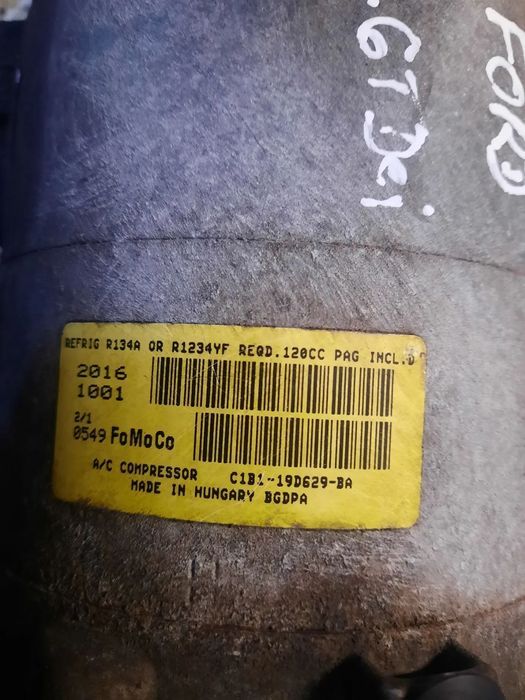 FORD
.6TDCi
REFRIG R134A OR R1234YF REQD.120CC PAG INCL.D
2016
1001
2/1
0549 FoMoCo
A/C COMPRESSOR C1B1-19D629-BA
MADE IN HUNGARY BGDPA